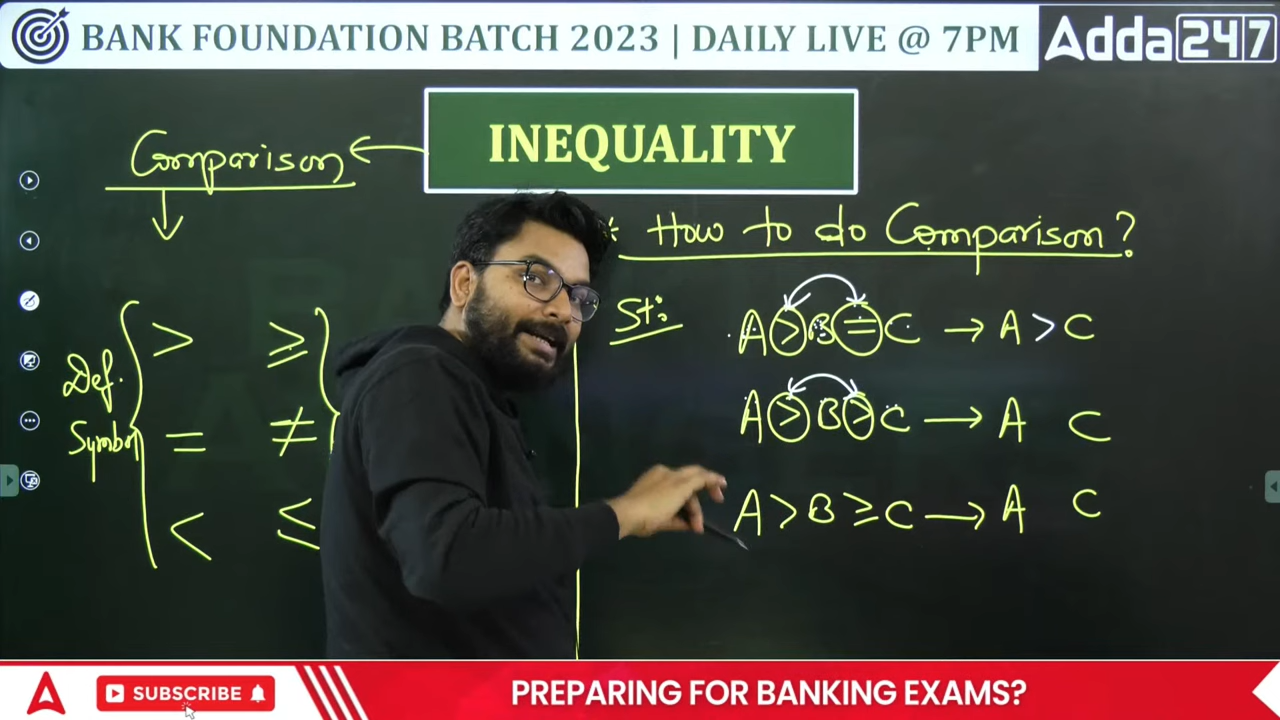 BANK FOUNDATION BATCH 2023 | DAILY LIVE @ 7PM
Adda247
INEQUALITY
Comparison
* How to do Comparison?
Def.
Symbol
> ≥
= ≠
< ≤
St:
A > B = C → A > C
A > B > C → A C
A > B ≥ C → A C
SUBSCRIBE
PREPARING FOR BANKING EXAMS?